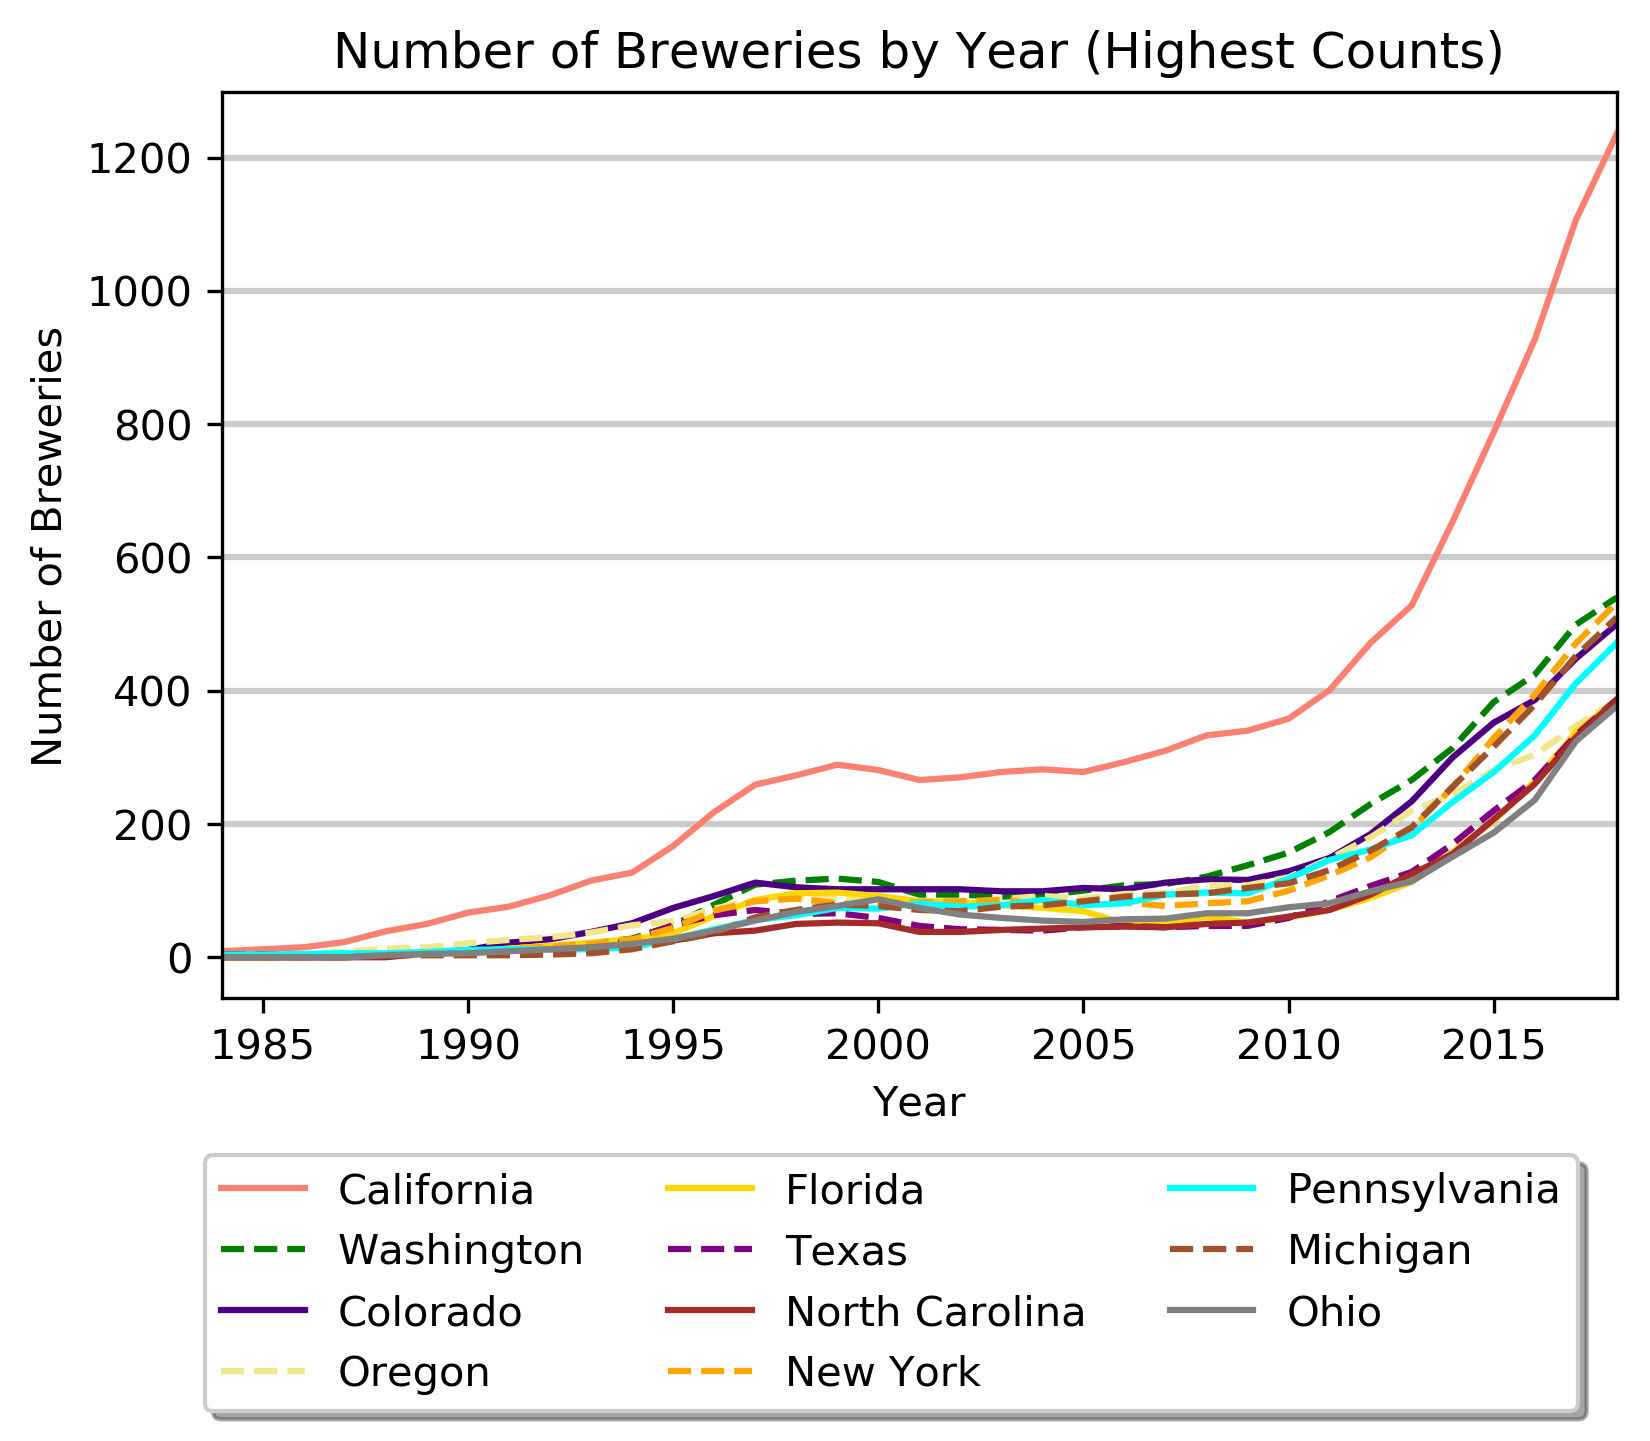 Number of Breweries by Year (Highest Counts)
Number of Breweries
1200
1000
800
600
400
200
0
1985 1990 1995 2000 2005 2010 2015
Year
California Florida Pennsylvania
Washington Texas Michigan
Colorado North Carolina Ohio
Oregon New York